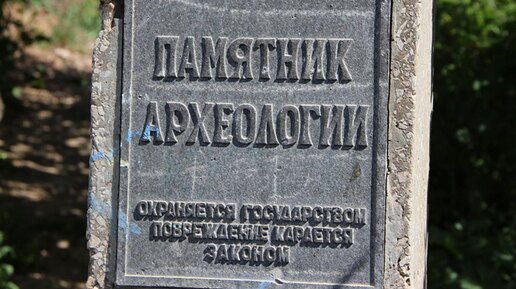 ПАМЯТНИК
АРХЕОЛОГИИ
ОХРАНЯЕТСЯ ГОСУДАРСТВОМ
ПОВРЕЖДЕНИЕ КАРАЕТСЯ
ЗАКОНОМ